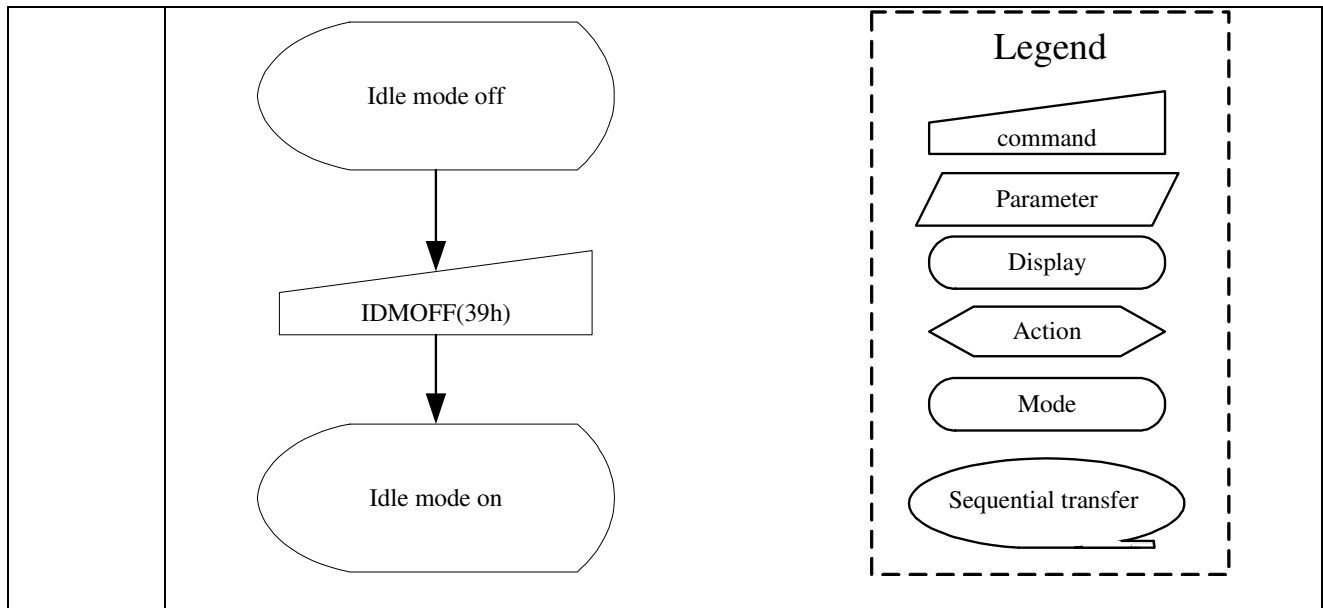 Idle mode off
IDMOFF(39h)
Idle mode on
Legend
command
Parameter
Display
Action
Mode
Sequential transfer